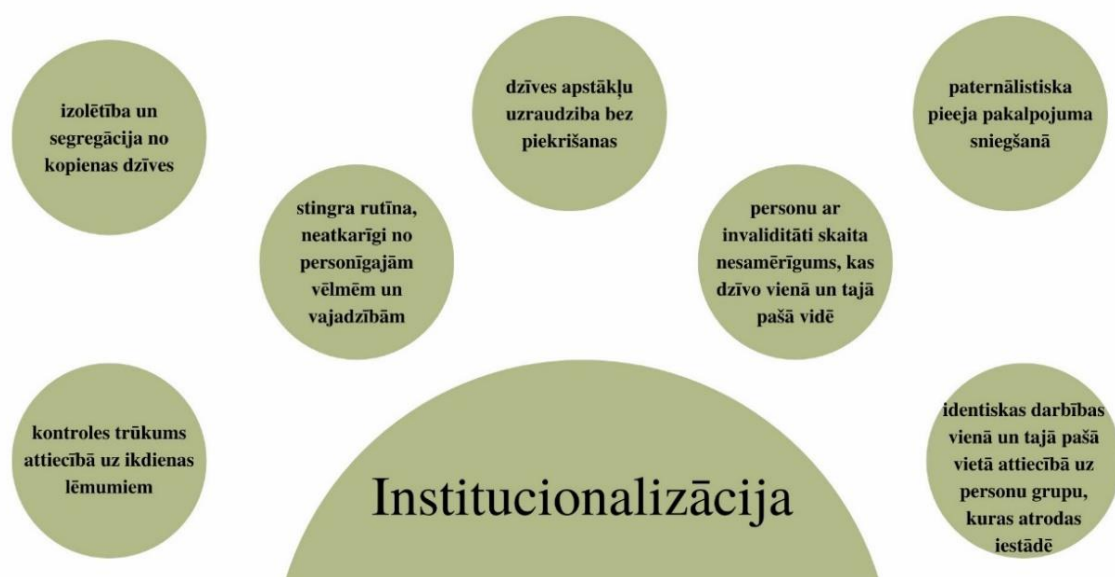 izolētība un
segregācija no
kopienas dzīves
dzīves apstākļu
uzraudziba bez
piekrišanas
paternālistiska
pieeja pakalpojuma
sniegšanā
stingra rutīna,
neatkarīgi no
personīgajām
vēlmēm un
vajadzībām
personu ar
invaliditāti skaita
nesamērīgums, kas
dzīvo vienā un tajā
pašā vidē
kontroles trūkums
attiecībā uz ikdienas
lēmumiem
Institucionalizācija
identiskas darbības
vienā un tajā pašā
vietā attiecībā uz
personu grupu,
kuras atrodas
iestādē